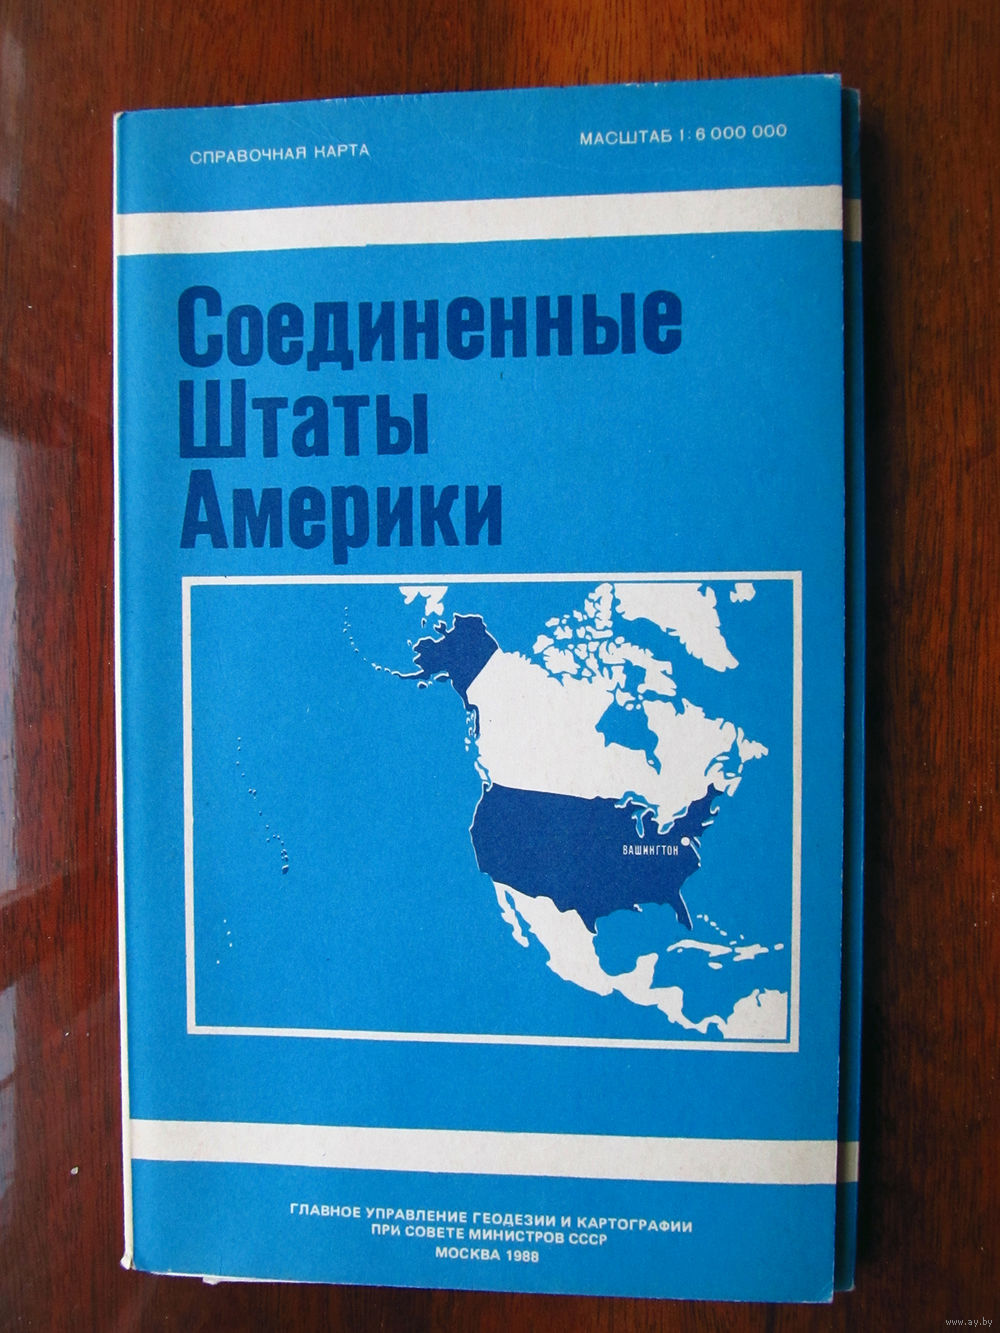 СПРАВОЧНАЯ КАРТА
МАСШТАБ 1:6 000 000
Соединенные
Штаты
Америки
ВАШИНГТОН
ГЛАВНОЕ УПРАВЛЕНИЕ ГЕОДЕЗИИ И КАРТОГРАФИИ
ПРИ СОВЕТЕ МИНИСТРОВ СССР
МОСКВА 1988
www.ay.by